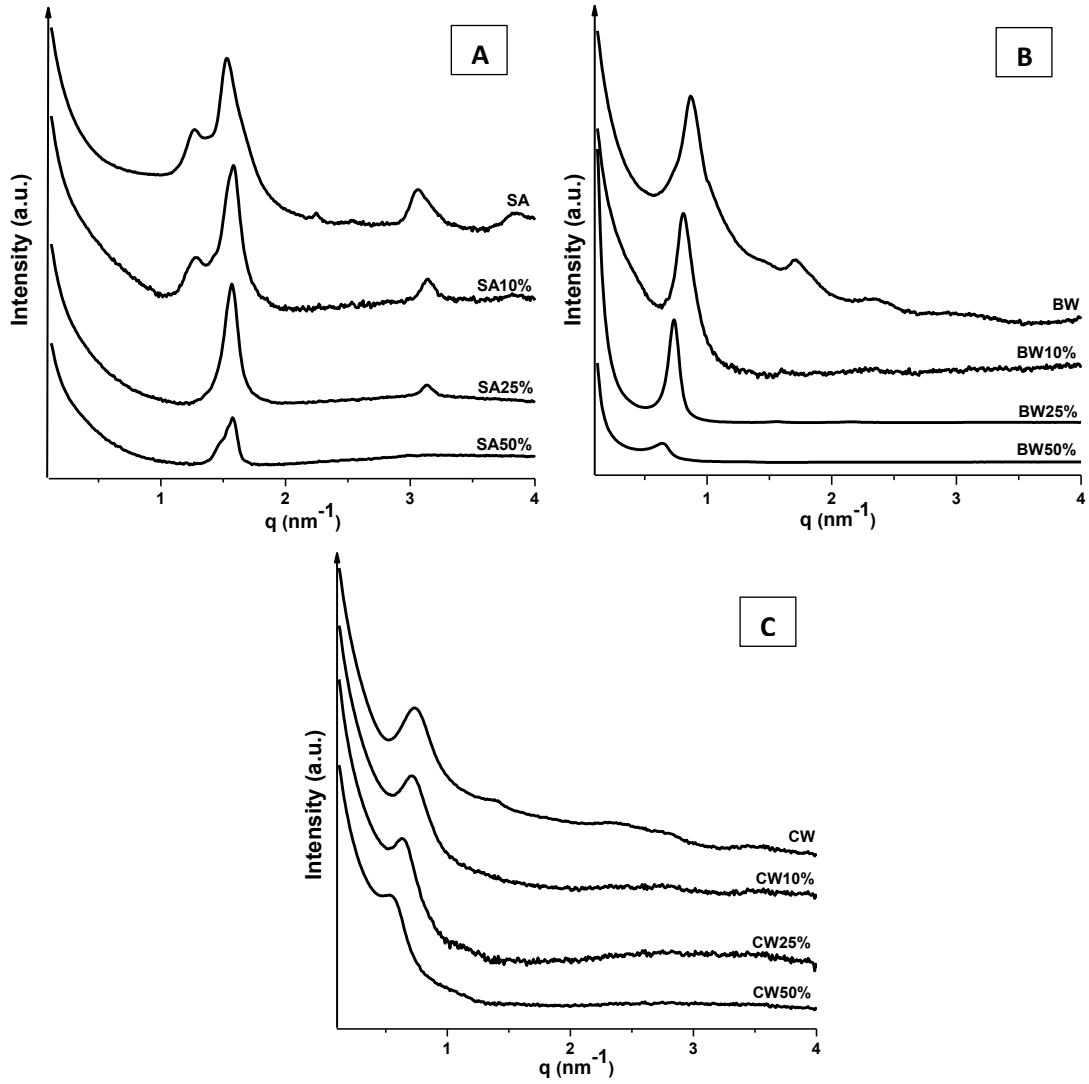 A
Intensity (a.u.)
SA
SA10%
SA25%
SA50%
1 2 3 4
q (nm-1)
B
Intensity (a.u.)
BW
BW10%
BW25%
BW50%
1 2 3 4
q (nm-1)
C
Intensity (a.u.)
CW
CW10%
CW25%
CW50%
1 2 3 4
q (nm-1)